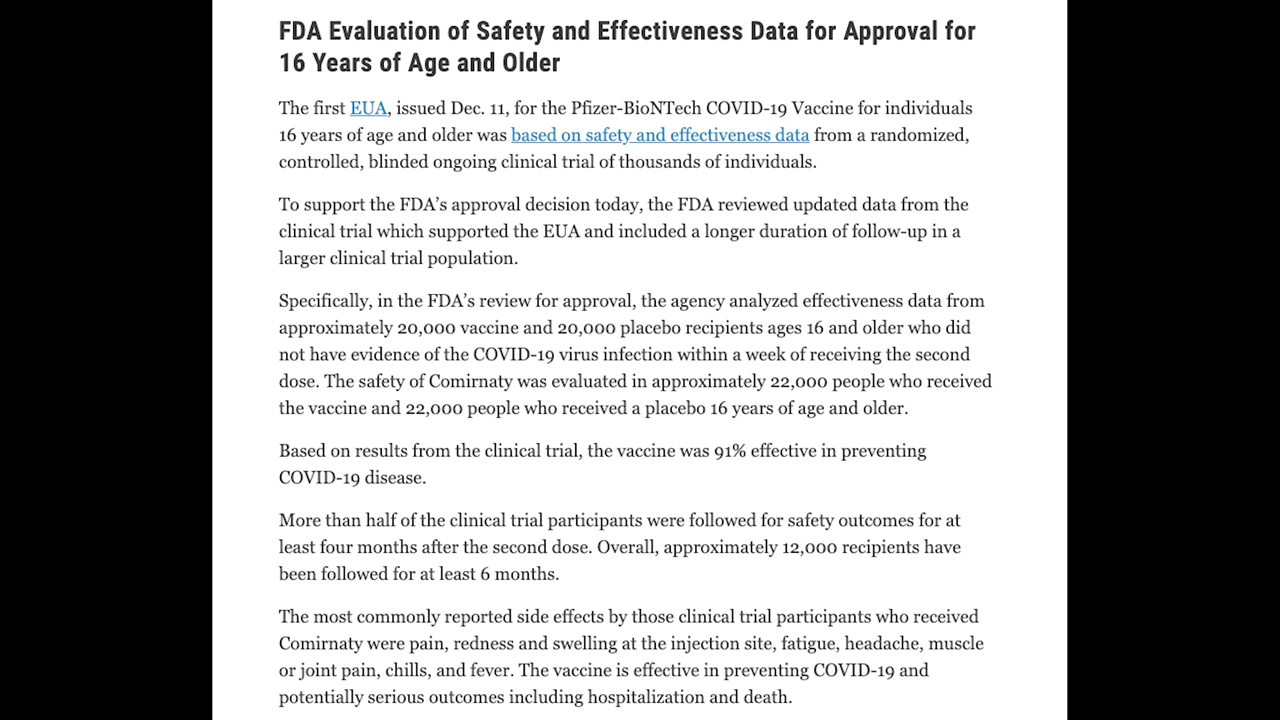 FDA Evaluation of Safety and Effectiveness Data for Approval for
16 Years of Age and Older
The first EUA, issued Dec. 11, for the Pfizer-BioNTech COVID-19 Vaccine for individuals
16 years of age and older was based on safety and effectiveness data from a randomized,
controlled, blinded ongoing clinical trial of thousands of individuals.
To support the FDA’s approval decision today, the FDA reviewed updated data from the
clinical trial which supported the EUA and included a longer duration of follow-up in a
larger clinical trial population.
Specifically, in the FDA’s review for approval, the agency analyzed effectiveness data from
approximately 20,000 vaccine and 20,000 placebo recipients ages 16 and older who did
not have evidence of the COVID-19 virus infection within a week of receiving the second
dose. The safety of Comirnaty was evaluated in approximately 22,000 people who received
the vaccine and 22,000 people who received a placebo 16 years of age and older.
Based on results from the clinical trial, the vaccine was 91% effective in preventing
COVID-19 disease.
More than half of the clinical trial participants were followed for safety outcomes for at
least four months after the second dose. Overall, approximately 12,000 recipients have
been followed for at least 6 months.
The most commonly reported side effects by those clinical trial participants who received
Comirnaty were pain, redness and swelling at the injection site, fatigue, headache, muscle
or joint pain, chills, and fever. The vaccine is effective in preventing COVID-19 and
potentially serious outcomes including hospitalization and death.